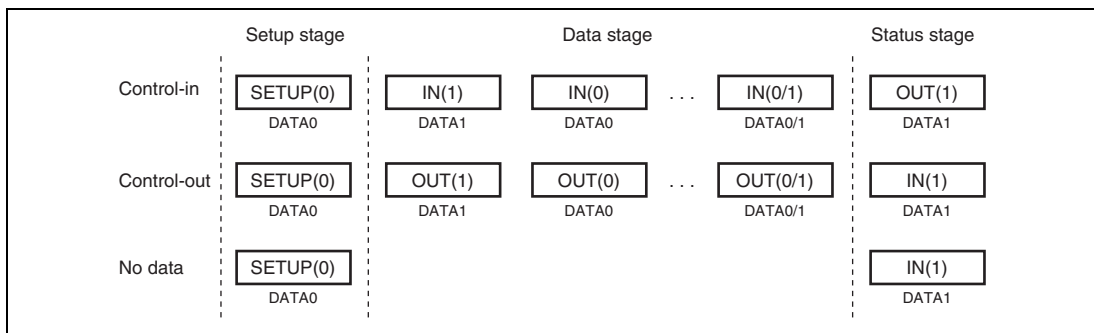 Setup stage Data stage Status stage
Control-in SETUP(0) IN(1) IN(0) . . . IN(0/1) OUT(1)
DATA0 DATA1 DATA0 DATA0/1 DATA1
Control-out SETUP(0) OUT(1) OUT(0) . . . OUT(0/1) IN(1)
DATA0 DATA1 DATA0 DATA0/1 DATA1
No data SETUP(0) IN(1)
DATA0 DATA1